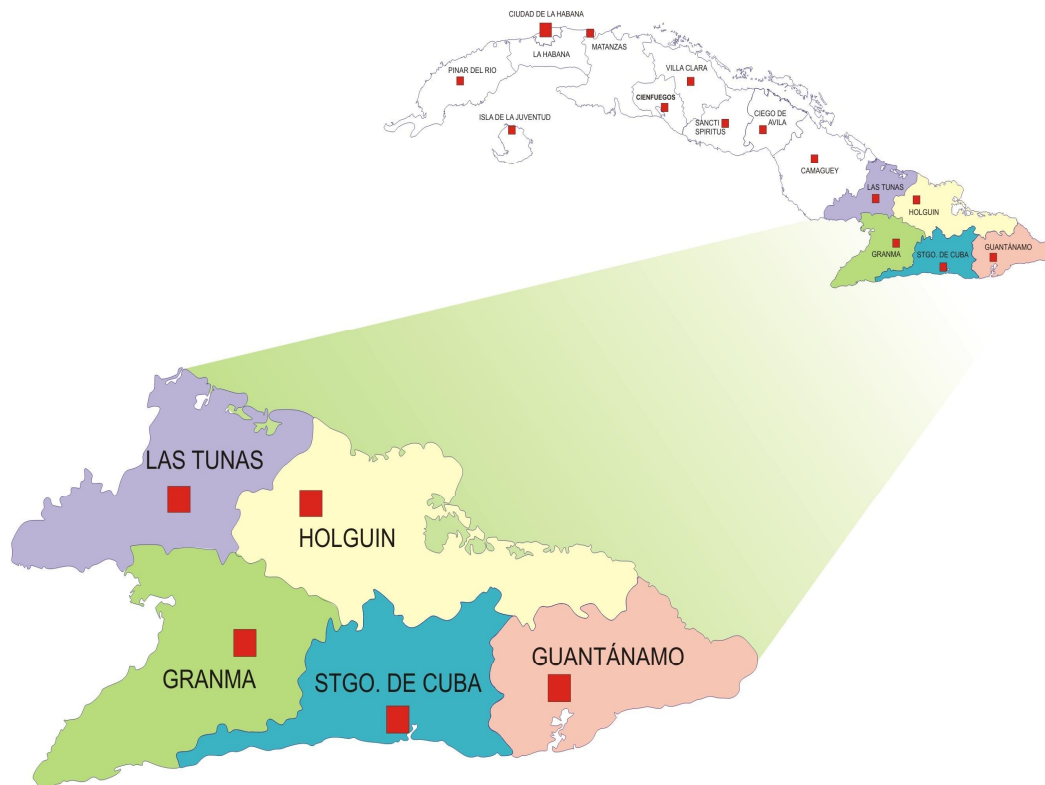 CIUDAD DE LA HABANA
LA HABANA
MATANZAS
PINAR DEL RIO
VILLA CLARA
CIENFUEGOS
ISLA DE LA JUVENTUD
SANCTI
SPIRITUS
CIEGO DE
AVILA
CAMAGUEY
LAS TUNAS
HOLGUIN
GRANMA
STGO. DE CUBA
GUANTÁNAMO
LAS TUNAS
HOLGUIN
GRANMA
STGO. DE CUBA
GUANTÁNAMO